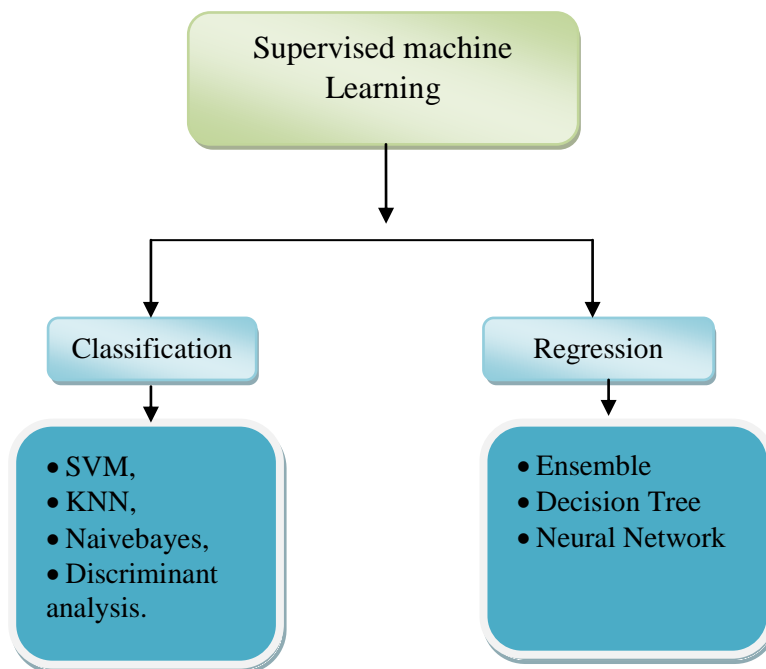 Supervised machine
Learning
Classification
Regression
• SVM,
• KNN,
• Naivebayes,
• Discriminant
analysis.
• Ensemble
• Decision Tree
• Neural Network